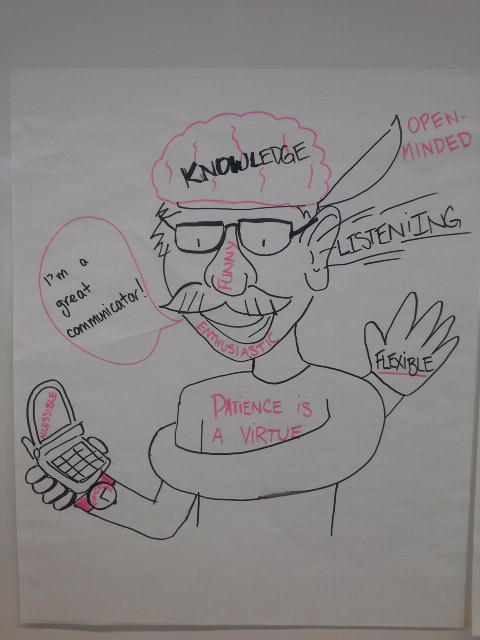 OPEN-
MINDED
KNOWLEDGE
LISTENING
FUNNY
I'm a
great
communicator!
ENTHUSIASTIC
FLEXIBLE
PATIENCE IS
A VIRTUE
ACCESSIBLE